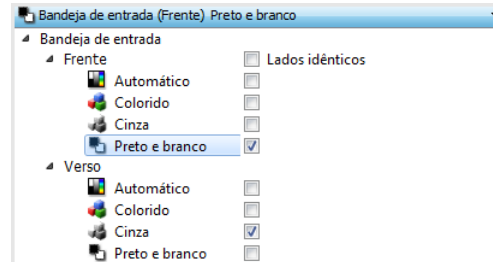 Bandeja de entrada (Frente) Preto e branco
Bandeja de entrada
Frente Lados idênticos
Automático
Colorido
Cinza
Preto e branco
Verso
Automático
Colorido
Cinza
Preto e branco